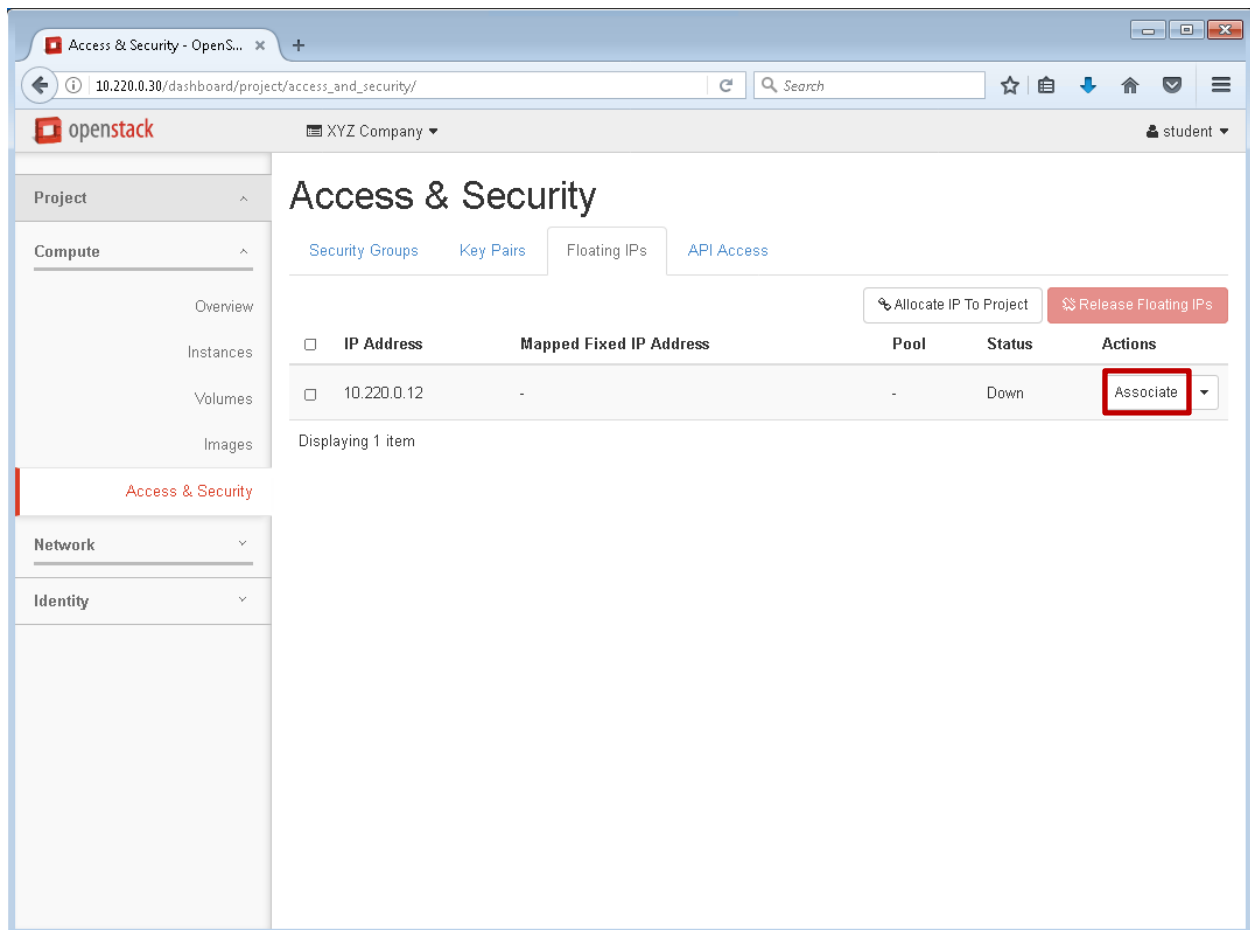 Access & Security - OpenS...
10.220.0.30/dashboard/project/access_and_security/
Search
openstack
XYZ Company
student
Project
Compute
Overview
Instances
Volumes
Images
Access & Security
Network
Identity
Access & Security
Security Groups Key Pairs Floating IPs API Access
Allocate IP To Project Release Floating IPs
IP Address Mapped Fixed IP Address Pool Status Actions
10.220.0.12 - - Down Associate
Displaying 1 item